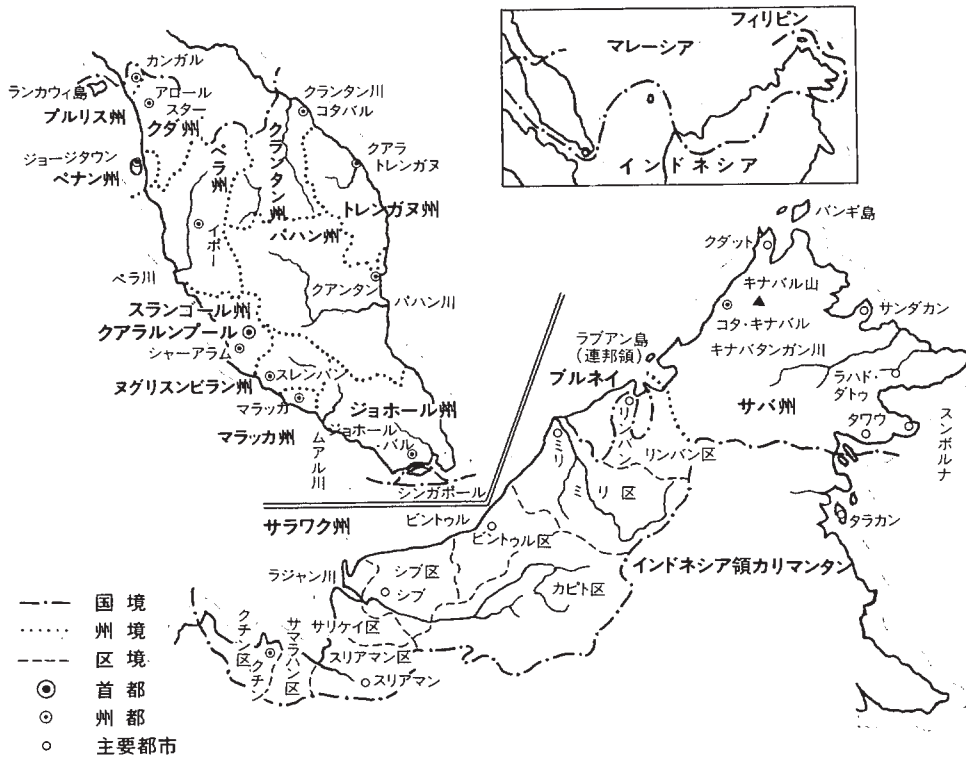 カンガル
ランカウィ島
アロール
スター
プルリス州
クダ州
ジョージタウン
ペナン州
ペラ州
クランタン州
クランタン川
コタバル
クアラ
トレンガヌ
トレンガヌ州
パハン州
イポー
ペラ川
クアンタン
パハン川
スランゴール州
クアラルンプール
シャーアラム
スレンバン
ヌグリスンビラン州
マラッカ
マラッカ州
ムアル川
ジョホール州
ジョホール
バル
シンガポール
フィリピン
マレーシア
インドネシア
バンギ島
クダット
キナバル山
コタ・キナバル
サンダカン
キナバタンガン川
ラブアン島
(連邦領)
ブルネイ
ラハド・
ダトゥ
サバ州
タワウ
スンポルナ
リンバン
リンバン区
ミリ
ミリ区
サラワク州
ビントゥル
ビントゥル区
タラカン
インドネシア領カリマンタン
ラジャン川
シブ区
シブ
カピト区
サリケイ区
クチン区
クチン
サマラハン区
スリアマン区
スリアマン
国境
州境
区境
首都
州都
主要都市